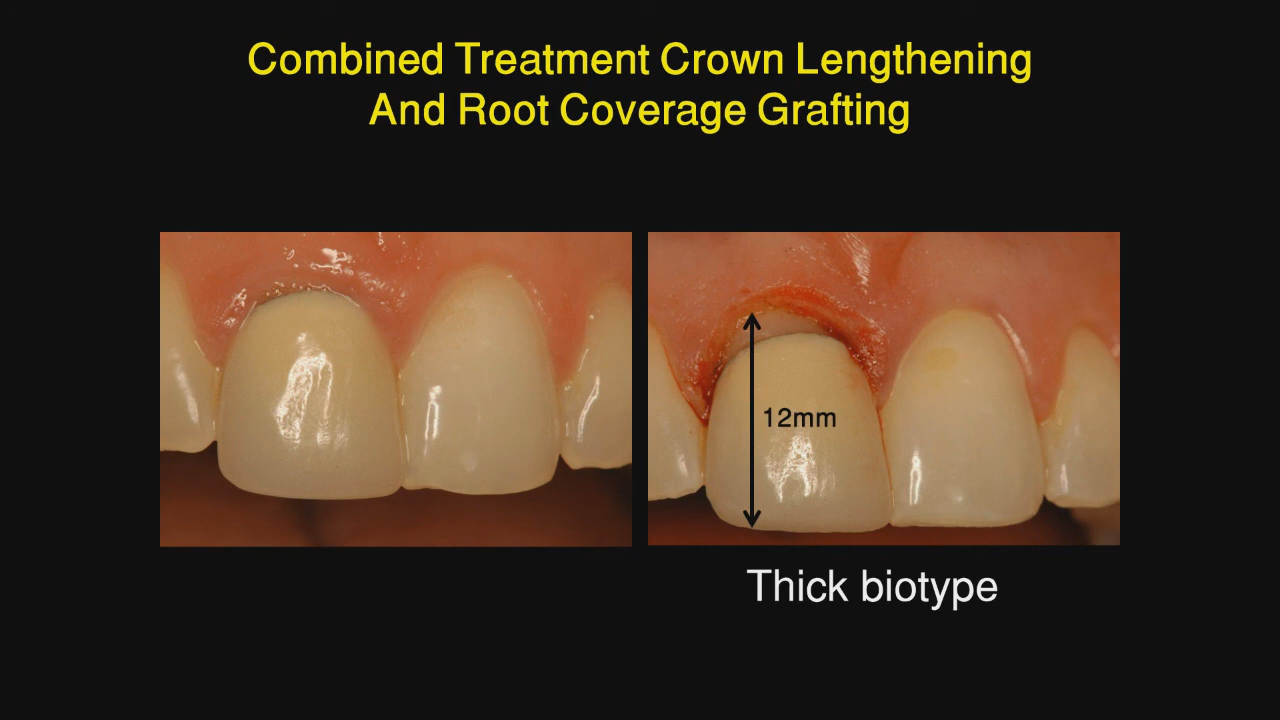 Combined Treatment Crown Lengthening
And Root Coverage Grafting
12mm
Thick biotype